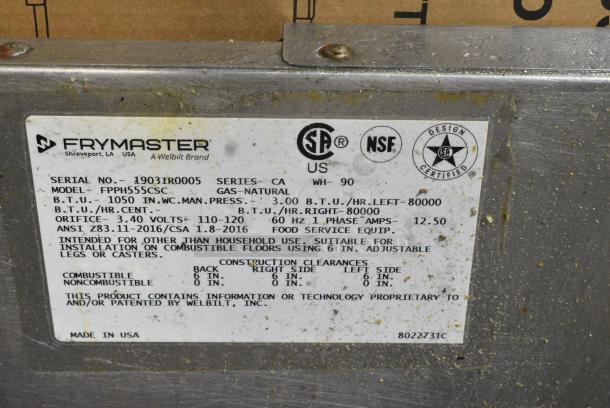 FRYMASTER®
Shreveport, LA USA A Welbilt Brand
SA ® US
NSF®
DESIGN CERTIFIED
SERIAL NO.- 1903IR0005 SERIES- CA WH- 90
MODEL- FPPH555CSC GAS-NATURAL
B.T.U.- 1050 IN.WC.MAN.PRESS.- 3.00 B.T.U./HR.LEFT-80000
B.T.U./HR.CENT.- B.T.U./HR.RIGHT-80000
ORIFICE- 3.40 VOLTS- 110-120 60 HZ 1 PHASE AMPS- 12.50
ANSI Z83.11-2016/CSA 1.8-2016 FOOD SERVICE EQUIP.
INTENDED FOR OTHER THAN HOUSEHOLD USE. SUITABLE FOR
INSTALLATION ON COMBUSTIBLE FLOORS USING 6 IN. ADJUSTABLE
LEGS OR CASTERS.
CONSTRUCTION CLEARANCES
BACK RIGHT SIDE LEFT SIDE
COMBUSTIBLE 6 IN. 6 IN. 6 IN.
NONCOMBUSTIBLE 0 IN. 0 IN. 0 IN.
THIS PRODUCT CONTAINS INFORMATION OR TECHNOLOGY PROPRIETARY TO
AND/OR PATENTED BY WELBILT, INC.
MADE IN USA 8022731C